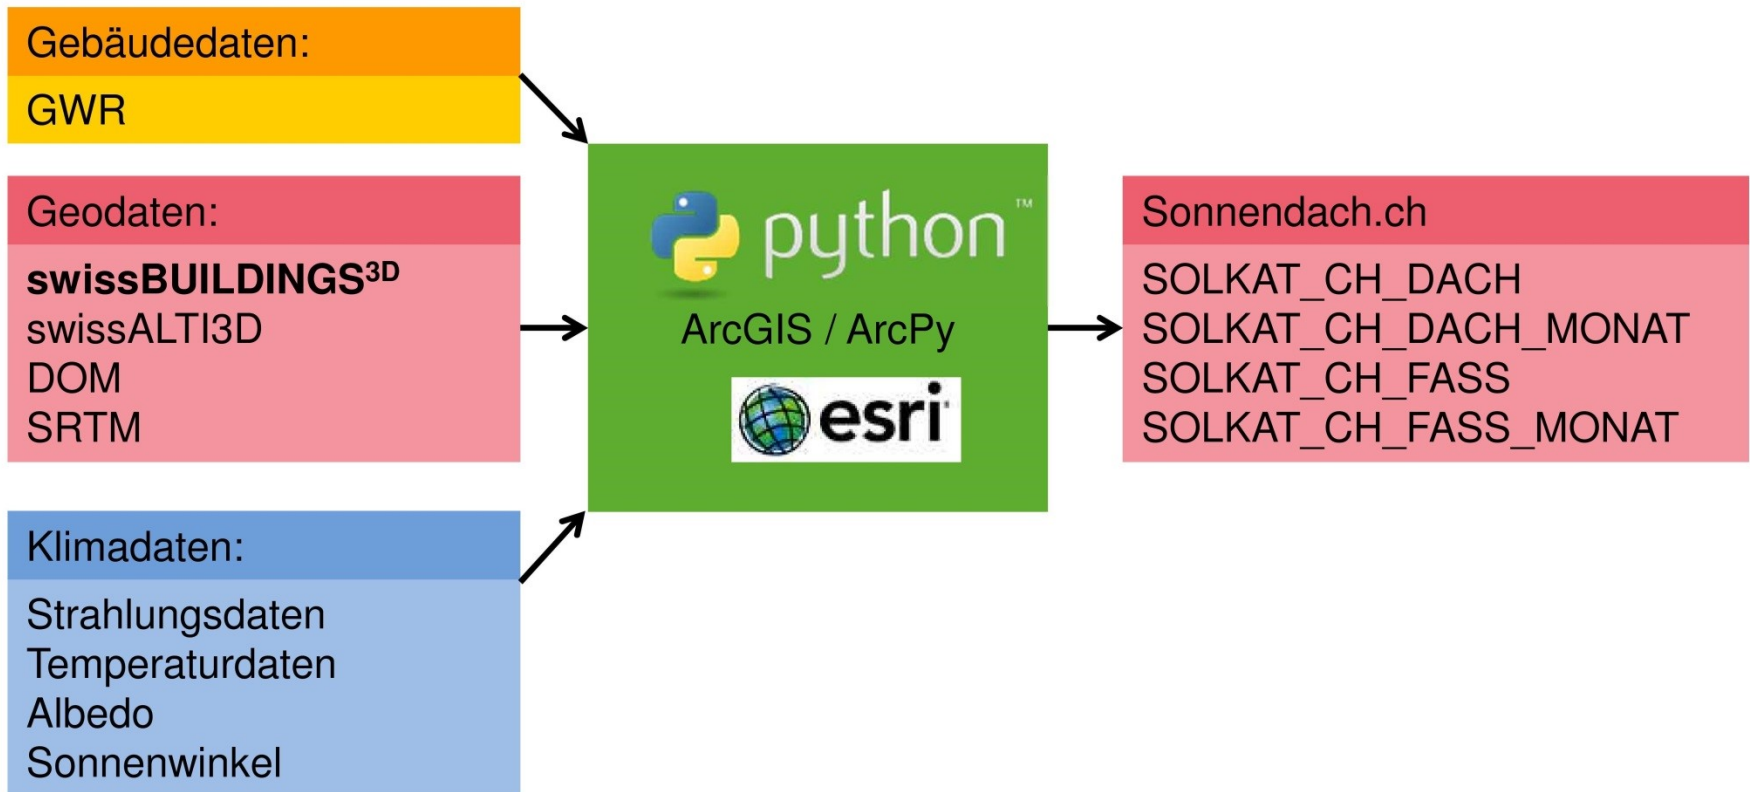 Gebäudedaten:
GWR
Geodaten:
swissBUILDINGS3D
swissALTI3D
DOM
SRTM
Klimadaten:
Strahlungsdaten
Temperaturdaten
Albedo
Sonnenwinkel
python™
ArcGIS / ArcPy
esri
Sonnendach.ch
SOLKAT_CH_DACH
SOLKAT_CH_DACH_MONAT
SOLKAT_CH_FASS
SOLKAT_CH_FASS_MONAT